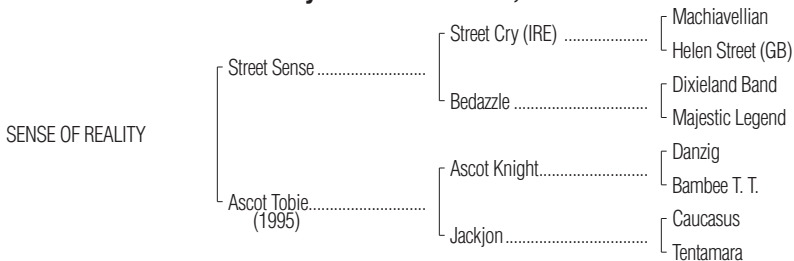 Machiavellian
Street Cry (IRE) ....................
Helen Street (GB)
Street Sense ..........................
Dixieland Band
Bedazzle ................................
Majestic Legend
SENSE OF REALITY
Danzig
Ascot Knight..........................
Bambee T. T.
Ascot Tobie............................
(1995)
Caucasus
Jackjon ..................................
Tentamara